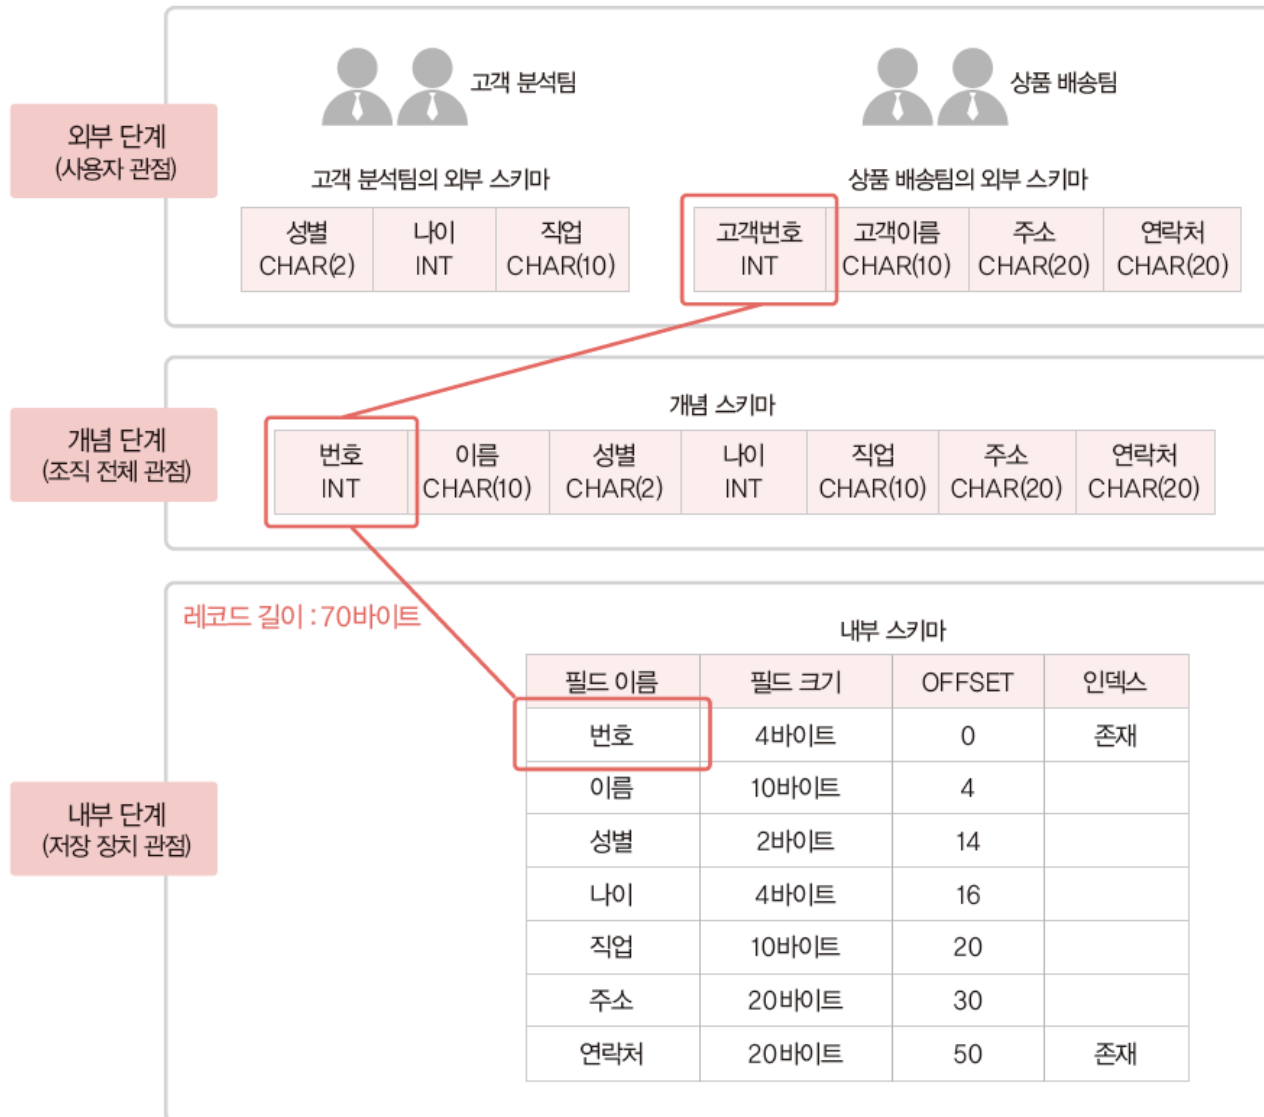 고객 분석팀
상품 배송팀
외부 단계
(사용자 관점)
고객 분석팀의 외부 스키마
상품 배송팀의 외부 스키마
성별 나이 직업
CHAR(2) INT CHAR(10)
고객번호 고객이름 주소 연락처
INT CHAR(10) CHAR(20) CHAR(20)
개념 단계
(조직 전체 관점)
개념 스키마
번호 이름 성별 나이 직업 주소 연락처
INT CHAR(10) CHAR(2) INT CHAR(10) CHAR(20) CHAR(20)
내부 단계
(저장 장치 관점)
레코드 길이 : 70바이트
내부 스키마
필드 이름 필드 크기 OFFSET 인덱스
번호 4바이트 0 존재
이름 10바이트 4
성별 2바이트 14
나이 4바이트 16
직업 10바이트 20
주소 20바이트 30
연락처 20바이트 50 존재